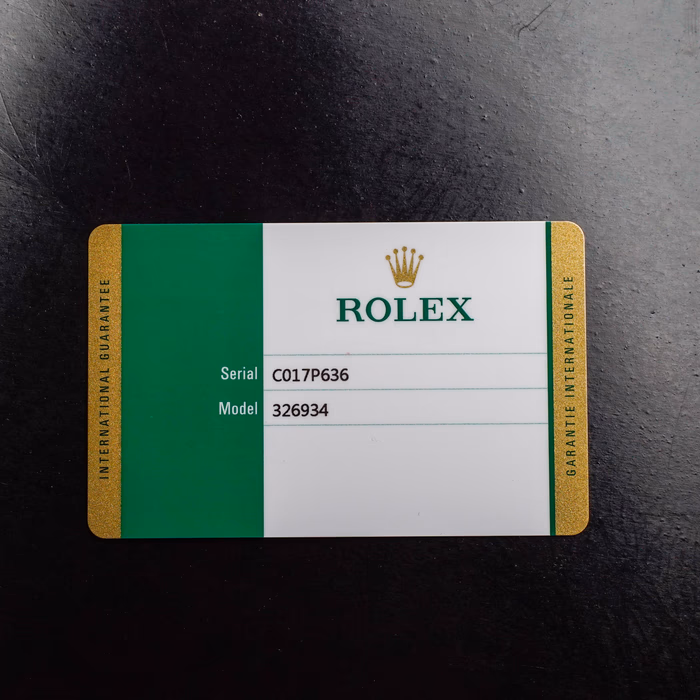 INTERNATIONAL GUARANTEE
ROLEX
Serial C017P636
Model 326934
GARANTIE INTERNATIONALE